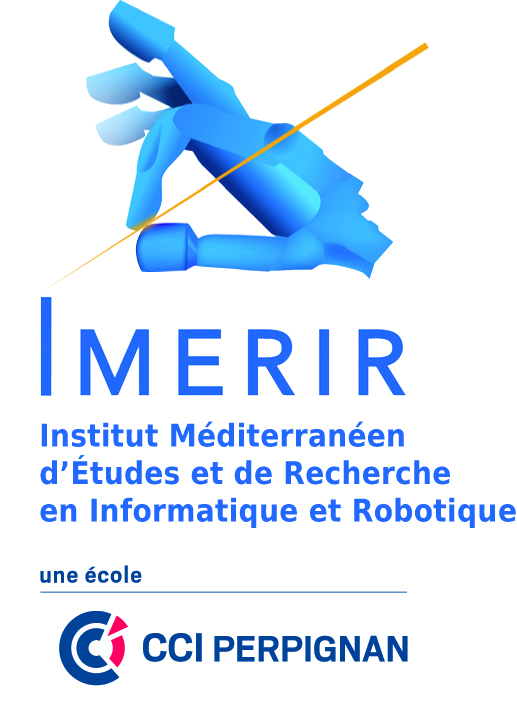 IMERIR
Institut Méditerranéen
d’Études et de Recherche
en Informatique et Robotique
une école
CCI PERPIGNAN